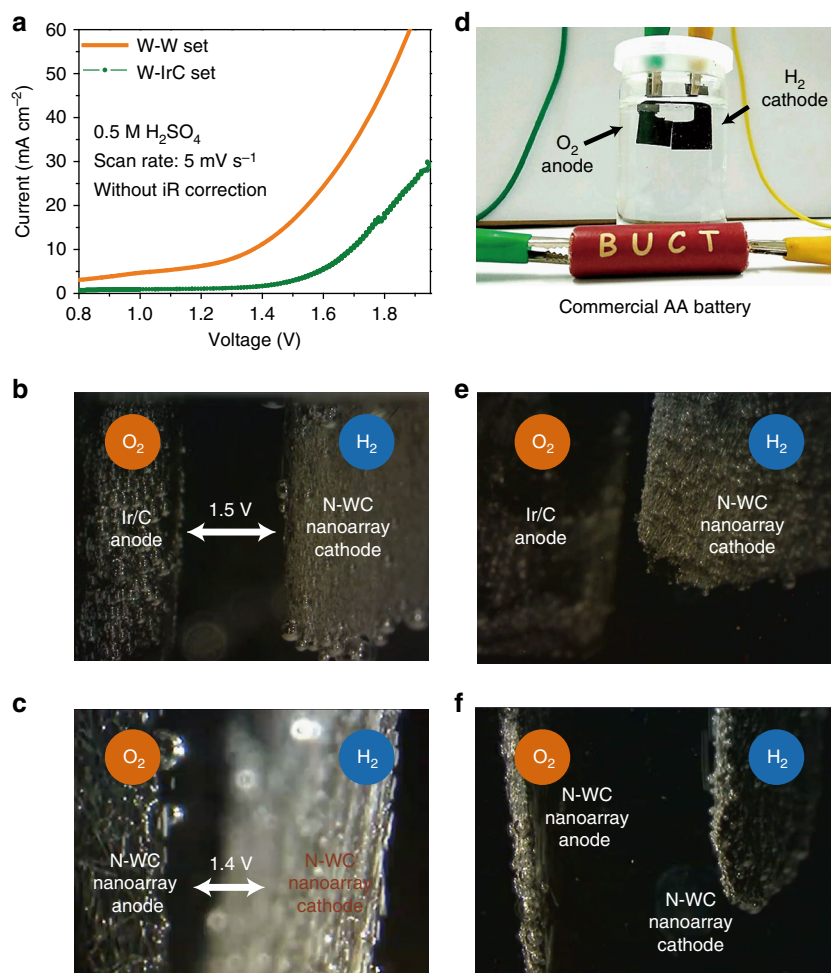 a
60
50
40
30
20
10
0
Current (mA cm⁻²)
W-W set
W-IrC set
0.5 M H₂SO₄
Scan rate: 5 mV s⁻¹
Without iR correction
0.8 1.0 1.2 1.4 1.6 1.8
Voltage (V)
d
H₂
cathode
O₂
anode
BUCT
Commercial AA battery
b
O₂
H₂
Ir/C
anode
1.5 V
N-WC
nanoarray
cathode
e
O₂
H₂
Ir/C
anode
N-WC
nanoarray
cathode
c
O₂
H₂
N-WC
nanoarray
anode
1.4 V
N-WC
nanoarray
cathode
f
O₂
H₂
N-WC
nanoarray
anode
N-WC
nanoarray
cathode